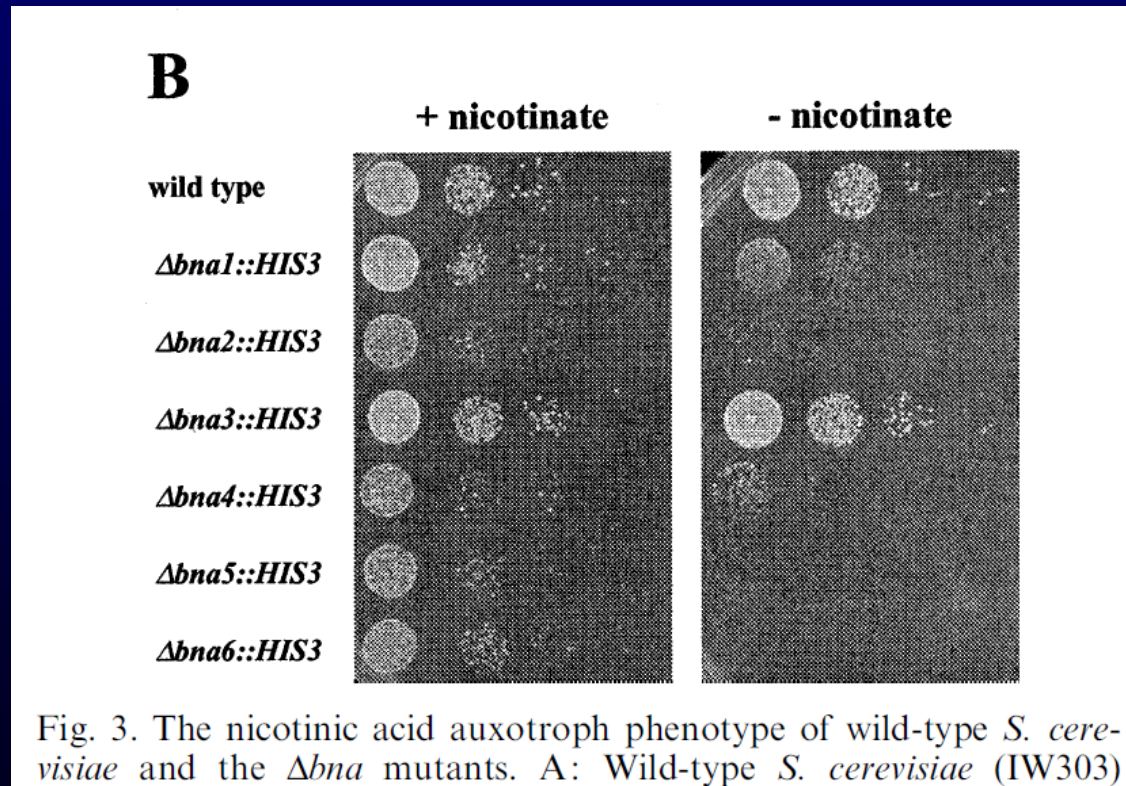 B
+ nicotinate - nicotinate
wild type
Δbna1::HIS3
Δbna2::HIS3
Δbna3::HIS3
Δbna4::HIS3
Δbna5::HIS3
Δbna6::HIS3
Fig. 3. The nicotinic acid auxotroph phenotype of wild-type S. cere-
visiae and the Δbna mutants. A: Wild-type S. cerevisiae (IW303)